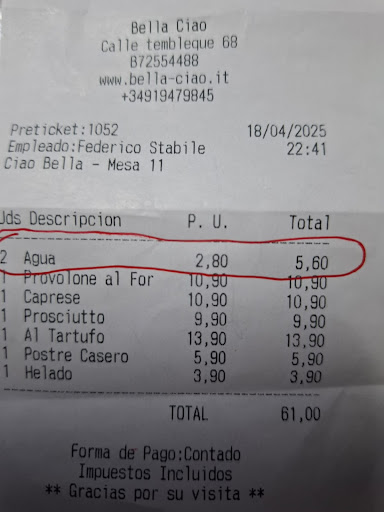 Bella Ciao
Calle tembleque 68
B72554488
www.bella-ciao.it
+34919479845
Preticket:1052 18/04/2025
Empleado:Federico Stabile 22:41
Ciao Bella - Mesa 11
Uds Descripcion P. U. Total
2 Agua 2,80 5,60
1 Provolone al For 10,90 10,90
1 Caprese 10,90 10,90
1 Prosciutto 9,90 9,90
1 Al Tartufo 13,90 13,90
1 Postre Casero 5,90 5,90
1 Helado 3,90 3,90
TOTAL 61,00
Forma de Pago:Contado
Impuestos Incluidos
** Gracias por su visita **